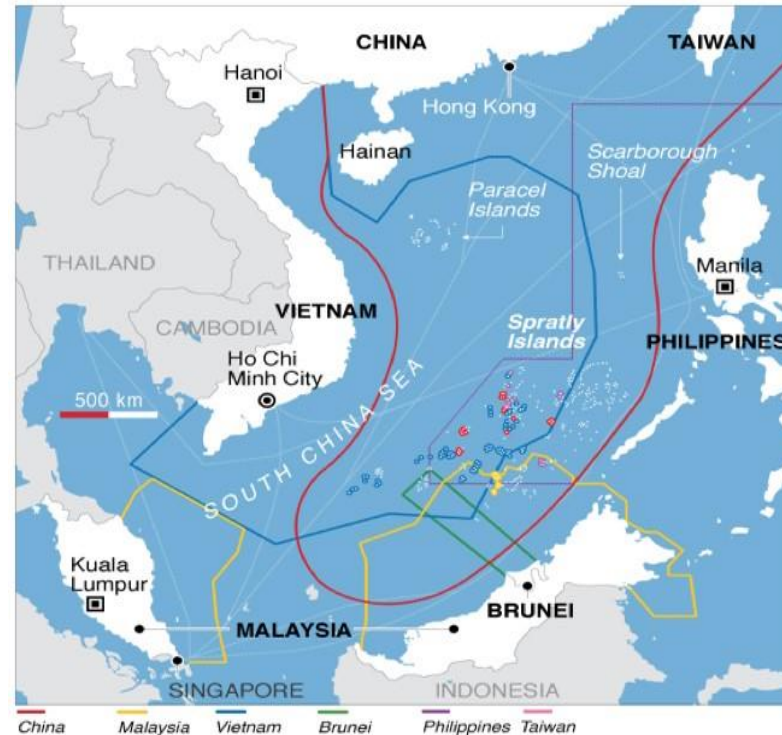 CHINA
TAIWAN
Hanoi
Hong Kong
Hainan
Scarborough
Shoal
Paracel
Islands
THAILAND
Manila
VIETNAM
CAMBODIA
Spratly
Islands
PHILIPPINES
Ho Chi
Minh City
500 km
SOUTH CHINA SEA
Kuala
Lumpur
BRUNEI
MALAYSIA
SINGAPORE
INDONESIA
China Malaysia Vietnam Brunei Philippines Taiwan